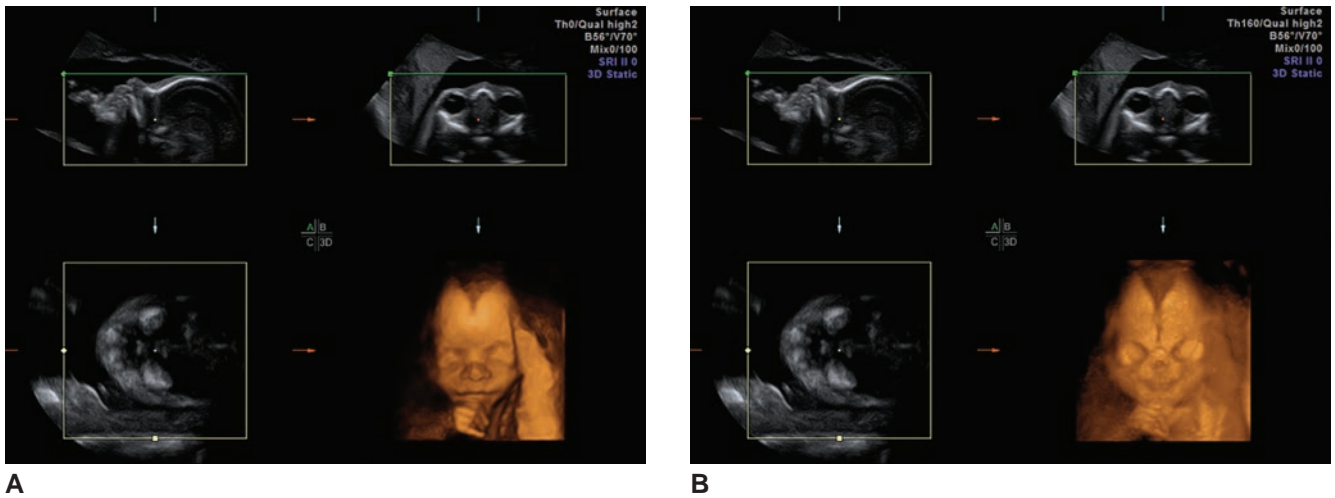 Surface
Th0/Qual high2
B56°/V70°
Mix0/100
SRI II 0
3D Static
A B
C 3D
A
Surface
Th160/Qual high2
B56°/V70°
Mix0/100
SRI II 0
3D Static
A B
C 3D
B